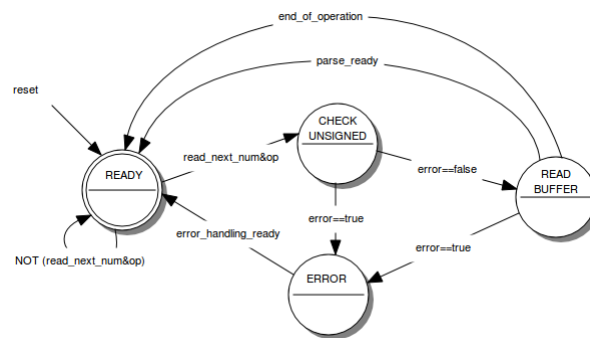 end_of_operation
parse_ready
reset
CHECK
UNSIGNED
read_next_num&op
READY
error==false
READ
BUFFER
error==true
error_handling_ready
error==true
NOT (read_next_num&op)
ERROR